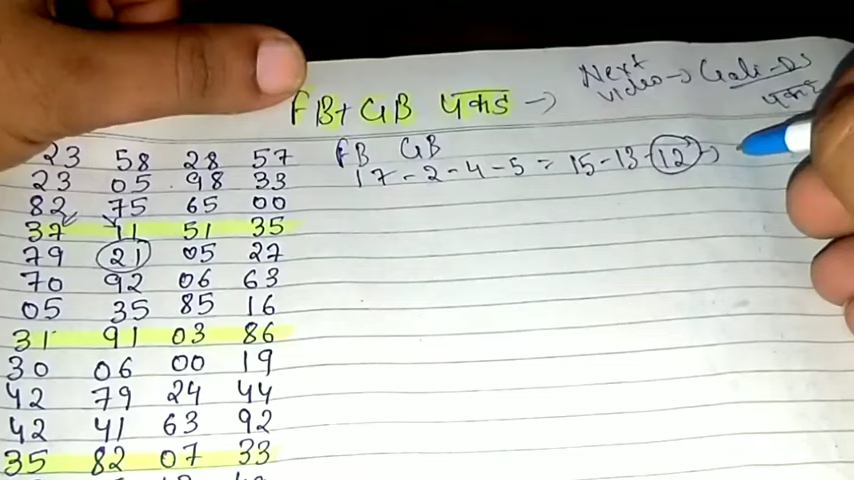 FB+GB पकड →
Next video → Gali-DS पकड
FB GB
17-2-4-5 = 15-13-12 →
23 58 28 57
23 05 98 33
82 75 65 00
37 11 51 35
79 21 05 27
70 92 06 63
05 35 85 16
31 91 03 86
30 06 00 19
42 79 24 44
42 41 63 92
35 82 07 33